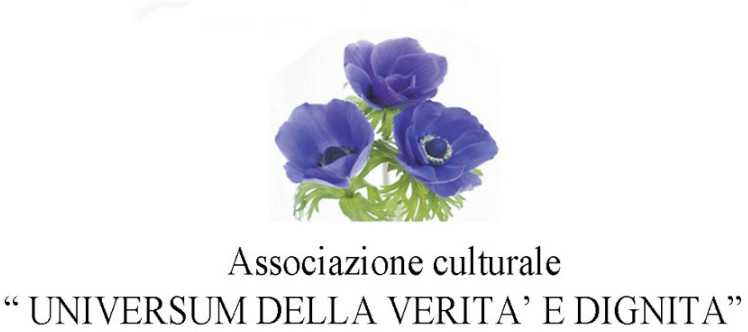 Associazione culturale
“ UNIVERSUM DELLA VERITA’ E DIGNITA”